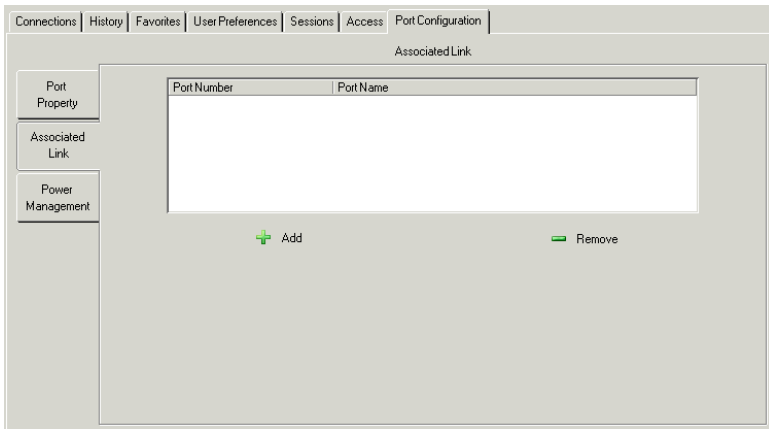 Connections History Favorites User Preferences Sessions Access Port Configuration
Associated Link
Port
Property
Associated
Link
Power
Management
Port Number Port Name
Add Remove